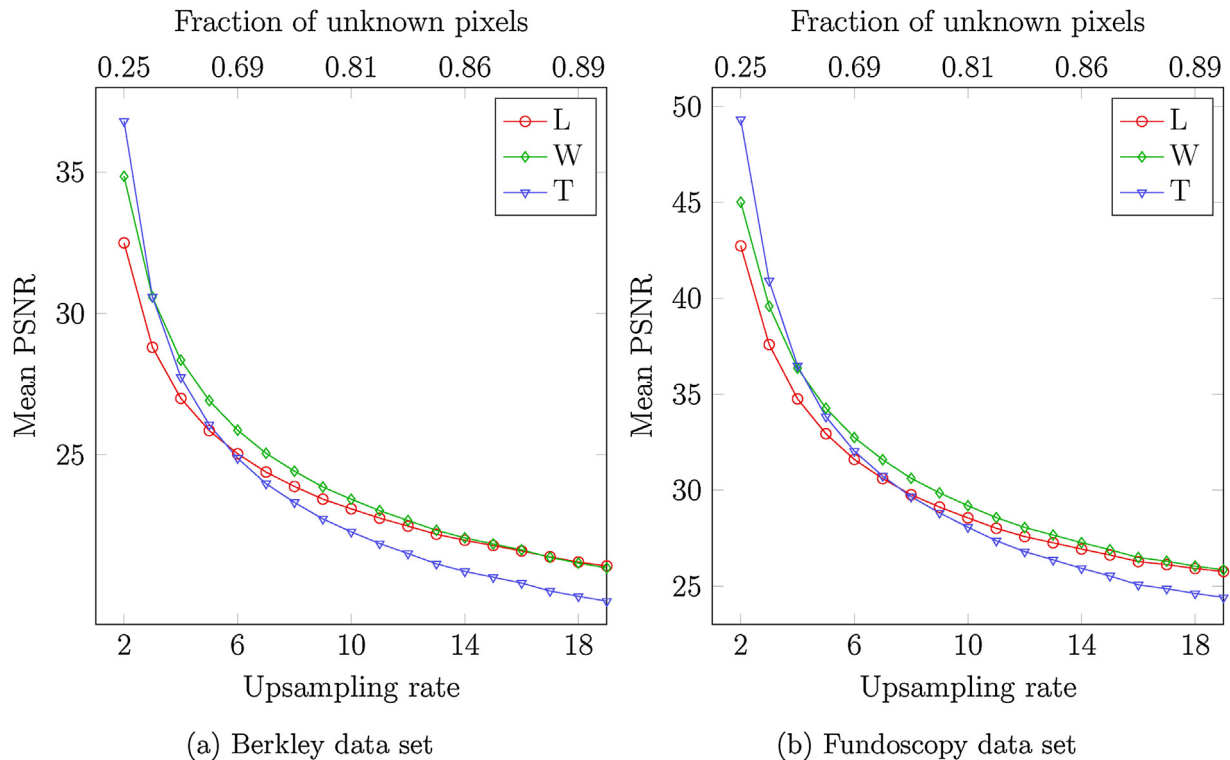 Fraction of unknown pixels
0.25 0.69 0.81 0.86 0.89
L
W
T
35
30
25
Mean PSNR
2 6 10 14 18
Upsampling rate
(a) Berkley data set
Fraction of unknown pixels
0.25 0.69 0.81 0.86 0.89
L
W
T
50
45
40
35
30
25
Mean PSNR
2 6 10 14 18
Upsampling rate
(b) Fundoscopy data set